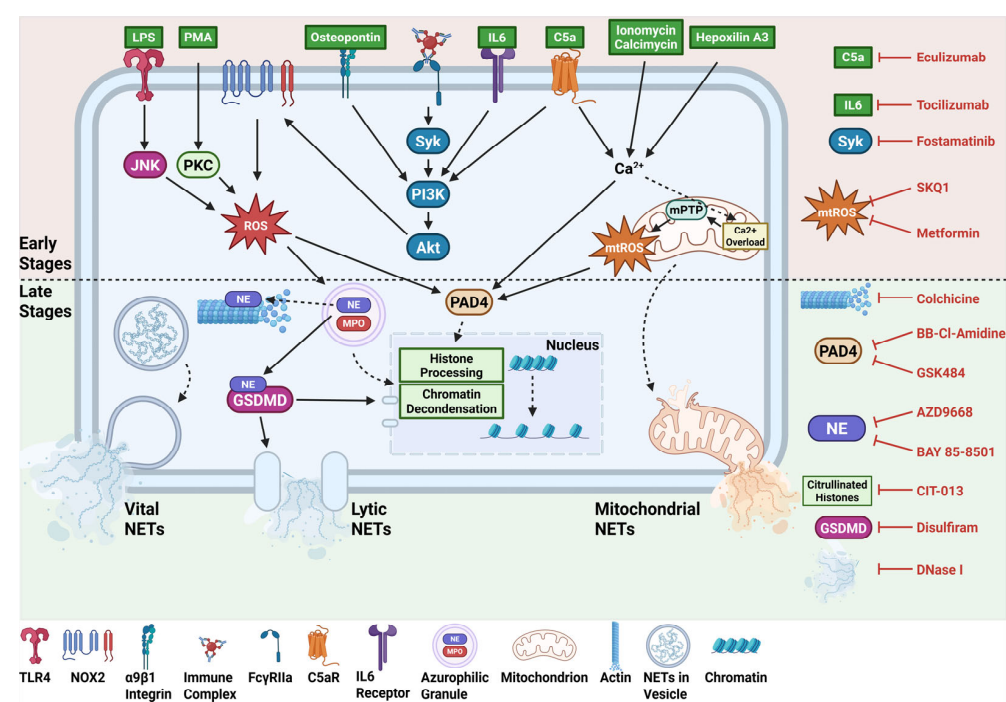 LPS
PMA
Osteopontin
IL6
C5a
Ionomycin
Calcimycin
Hepoxilin A3
JNK
PKC
Syk
PI3K
Akt
ROS
Ca²⁺
mPTP
mtROS
Ca2+
Overload
Early
Stages
Late
Stages
NE
NE
MPO
PAD4
NE
GSDMD
Nucleus
Histone
Processing
Chromatin
Decondensation
Vital
NETs
Lytic
NETs
Mitochondrial
NETs
C5a
Eculizumab
IL6
Tocilizumab
Syk
Fostamatinib
mtROS
SKQ1
Metformin
Colchicine
PAD4
BB-Cl-Amidine
GSK484
NE
AZD9668
BAY 85-8501
Citrullinated
Histones
CIT-013
GSDMD
Disulfiram
DNase I
NE
MPO
TLR4
NOX2
α9β1
Integrin
Immune
Complex
FcγRIIa
C5aR
IL6
Receptor
Azurophilic
Granule
Mitochondrion
Actin
NETs in
Vesicle
Chromatin